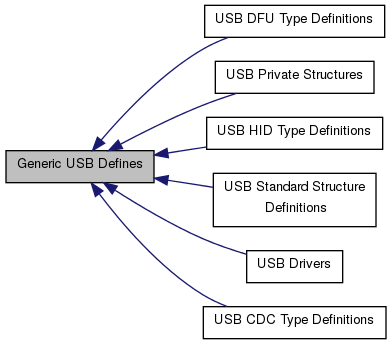 USB DFU Type Definitions
USB Private Structures
USB HID Type Definitions
Generic USB Defines
USB Standard Structure
Definitions
USB Drivers
USB CDC Type Definitions